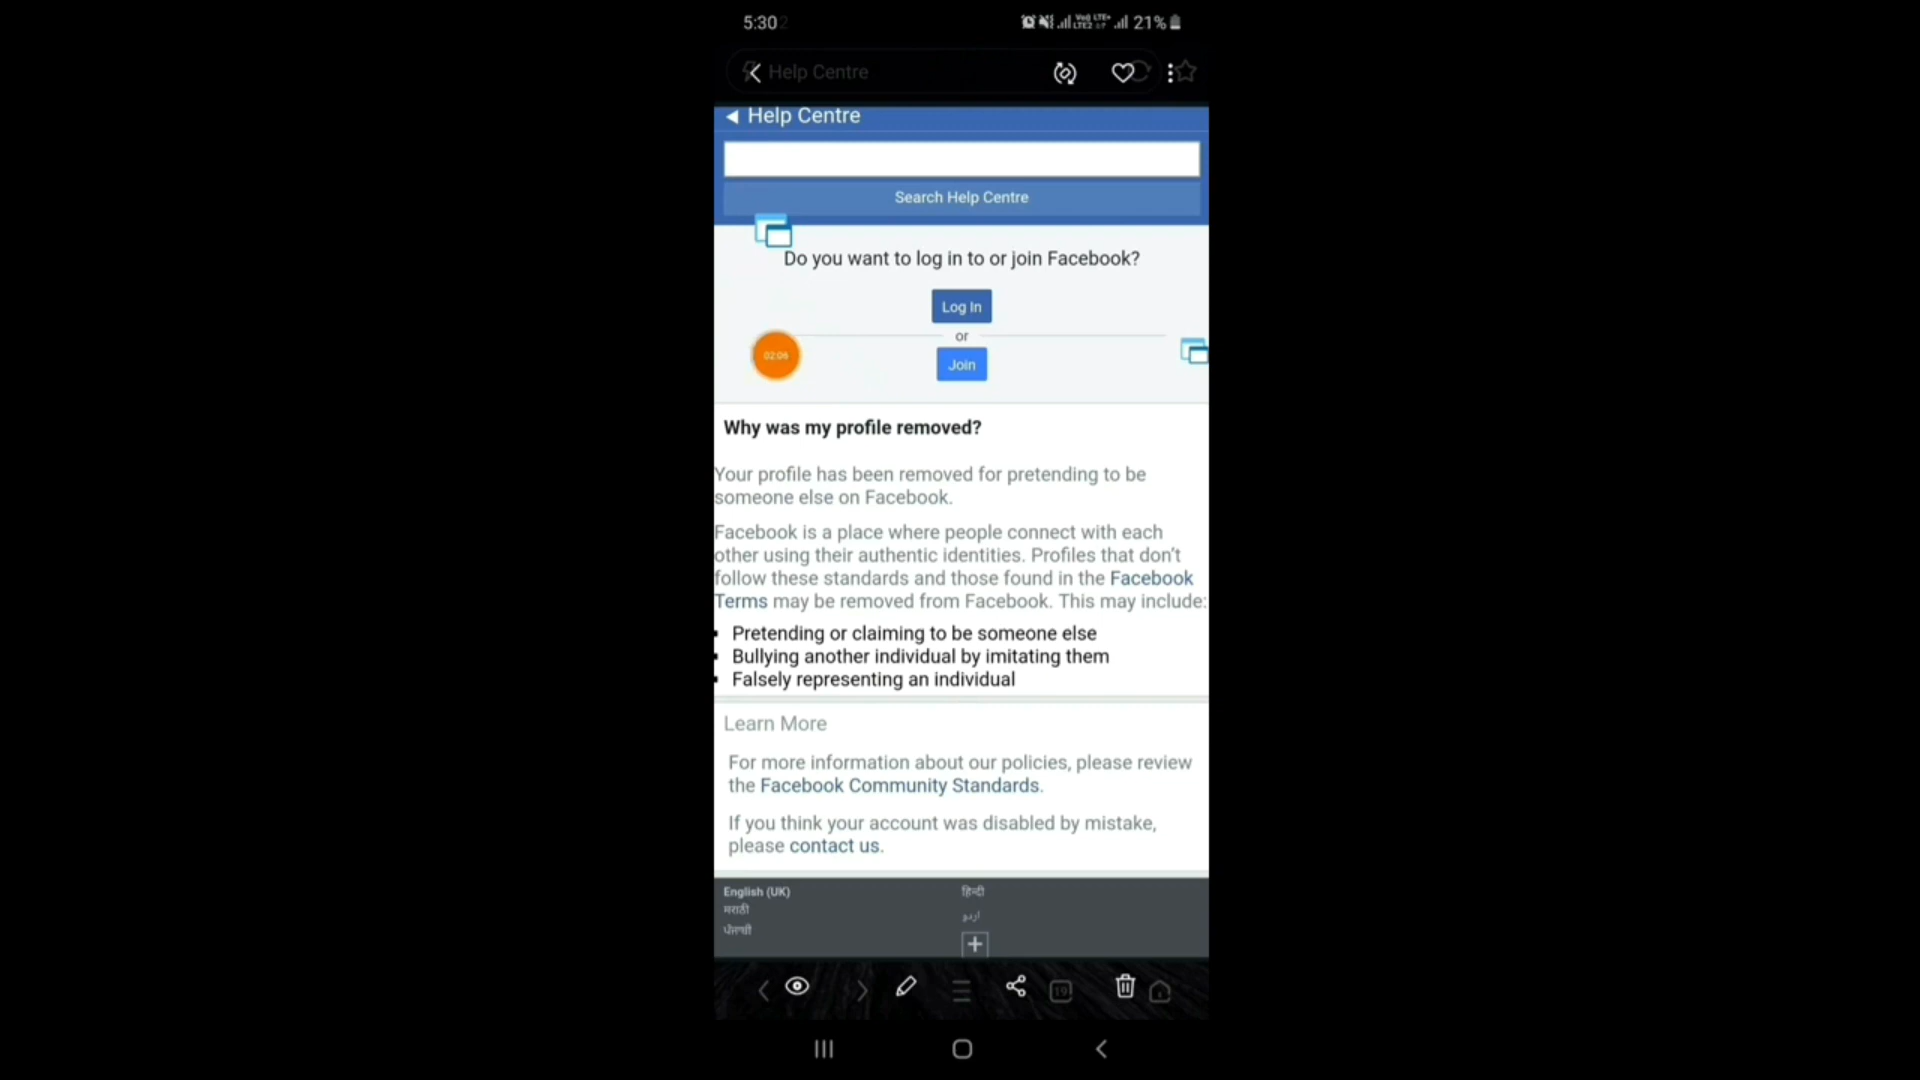 5:30
21%
Help Centre
Help Centre
Search Help Centre
Do you want to log in to or join Facebook?
Log In
or
02:06
Join
Why was my profile removed?
Your profile has been removed for pretending to be
someone else on Facebook.
Facebook is a place where people connect with each
other using their authentic identities. Profiles that don't
follow these standards and those found in the Facebook
Terms may be removed from Facebook. This may include:
Pretending or claiming to be someone else
Bullying another individual by imitating them
Falsely representing an individual
Learn More
For more information about our policies, please review
the Facebook Community Standards.
If you think your account was disabled by mistake,
please contact us.
English (UK)
हिन्दी
मराठी
اردو
ਪੰਜਾਬੀ
19